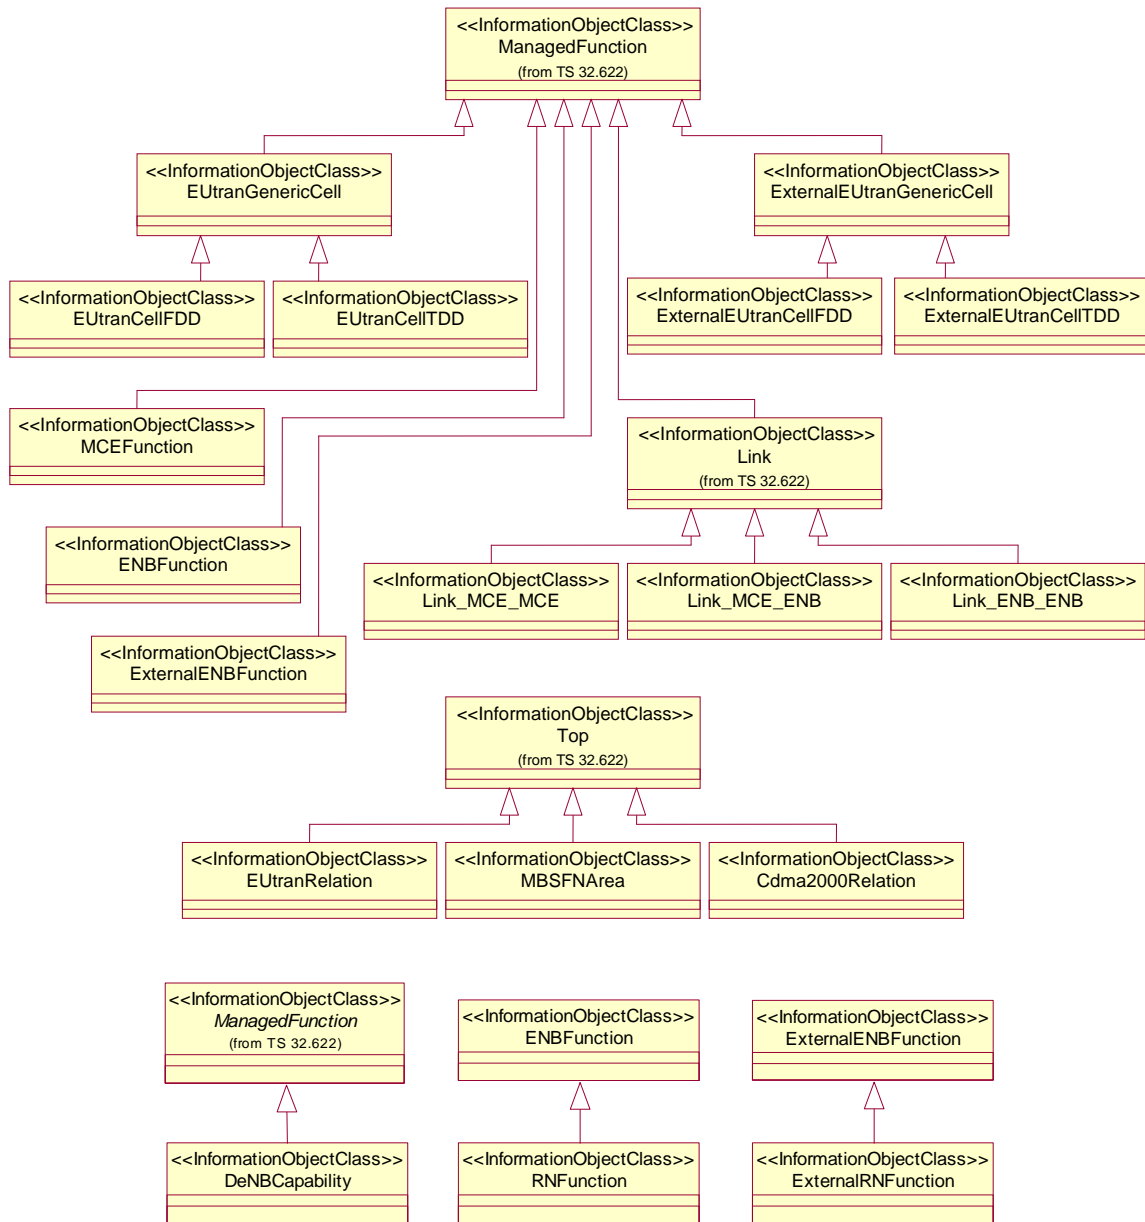 <<InformationObjectClass>>
ManagedFunction
(from TS 32.622)
<<InformationObjectClass>>
EUtranGenericCell
<<InformationObjectClass>>
ExternalEUtranGenericCell
<<InformationObjectClass>>
EUtranCellFDD
<<InformationObjectClass>>
EUtranCellTDD
<<InformationObjectClass>>
ExternalEUtranCellFDD
<<InformationObjectClass>>
ExternalEUtranCellTDD
<<InformationObjectClass>>
MCEFunction
<<InformationObjectClass>>
Link
(from TS 32.622)
<<InformationObjectClass>>
ENBFunction
<<InformationObjectClass>>
Link_MCE_MCE
<<InformationObjectClass>>
Link_MCE_ENB
<<InformationObjectClass>>
Link_ENB_ENB
<<InformationObjectClass>>
ExternalENBFunction
<<InformationObjectClass>>
Top
(from TS 32.622)
<<InformationObjectClass>>
EUtranRelation
<<InformationObjectClass>>
MBSFNArea
<<InformationObjectClass>>
Cdma2000Relation
<<InformationObjectClass>>
ManagedFunction
(from TS 32.622)
<<InformationObjectClass>>
ENBFunction
<<InformationObjectClass>>
ExternalENBFunction
<<InformationObjectClass>>
DeNBCapability
<<InformationObjectClass>>
RNFunction
<<InformationObjectClass>>
ExternalRNFunction